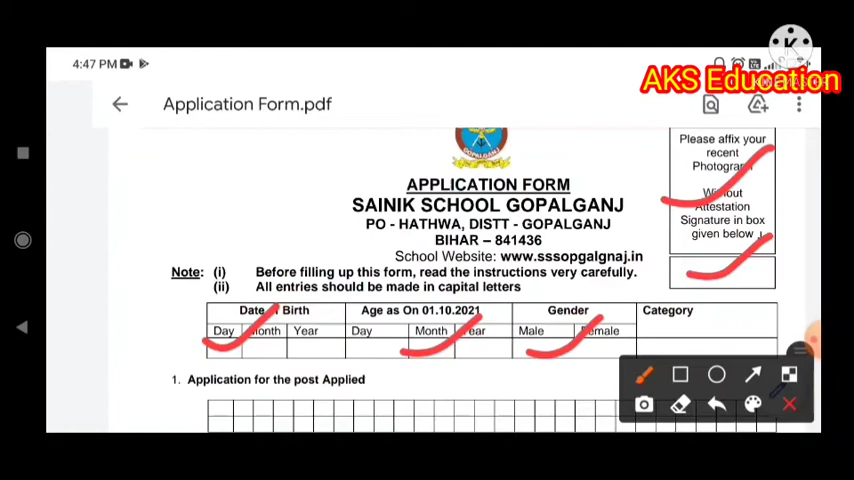 4:47 PM
AKS Education
Application Form.pdf
GOPALGANJ
Please affix your
recent
Photograph
Without
Attestation
Signature in box
given below
APPLICATION FORM
SAINIK SCHOOL GOPALGANJ
PO - HATHWA, DISTT - GOPALGANJ
BIHAR – 841436
School Website: www.sssopgalgnaj.in
Note: (i) Before filling up this form, read the instructions very carefully.
(ii) All entries should be made in capital letters
Date of Birth Age as On 01.10.2021 Gender Category
Day Month Year Day Month Year Male Female
1. Application for the post Applied